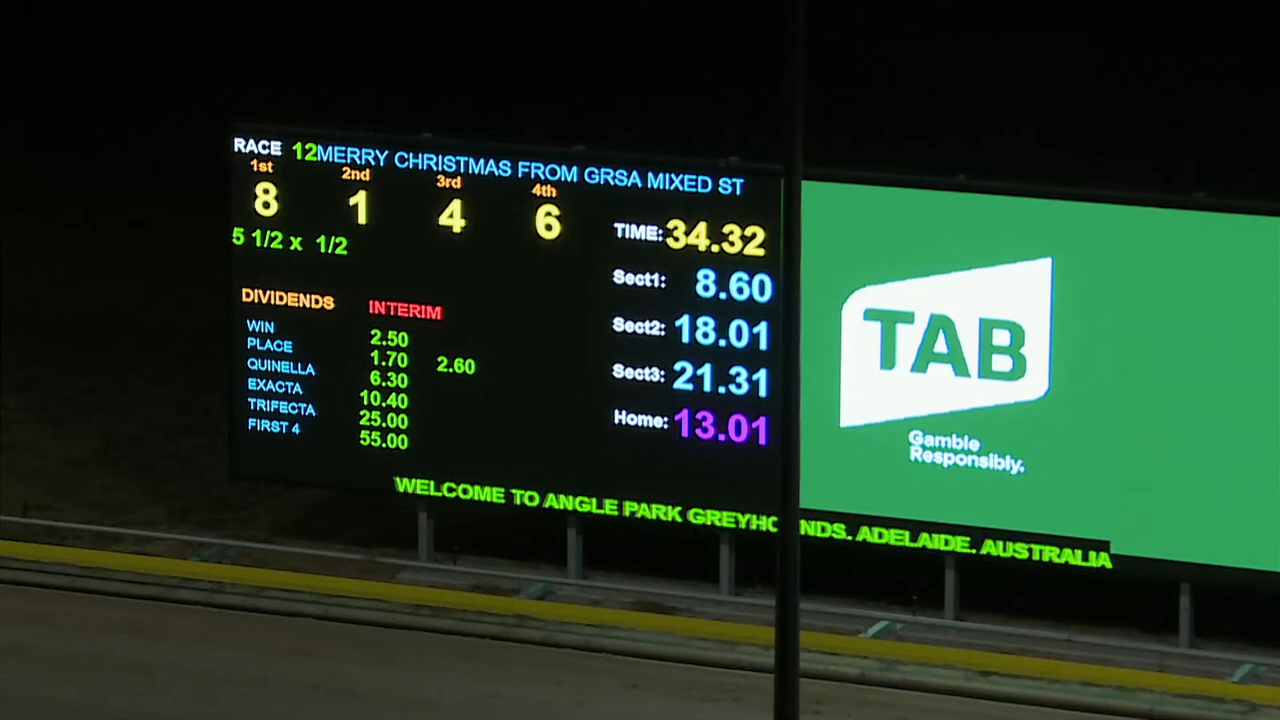 RACE 12MERRY CHRISTMAS FROM GRSA MIXED ST
1st 2nd 3rd 4th
8 1 4 6
5 1/2 x 1/2
TIME: 34.32
Sect1: 8.60
Sect2: 18.01
Sect3: 21.31
Home: 13.01
DIVIDENDS INTERIM
WIN 2.50
PLACE 1.70 2.60
QUINELLA 6.30
EXACTA 10.40
TRIFECTA 25.00
FIRST 4 55.00
TAB
Gamble
Responsibly.
WELCOME TO ANGLE PARK GREYHOUNDS. ADELAIDE. AUSTRALIA